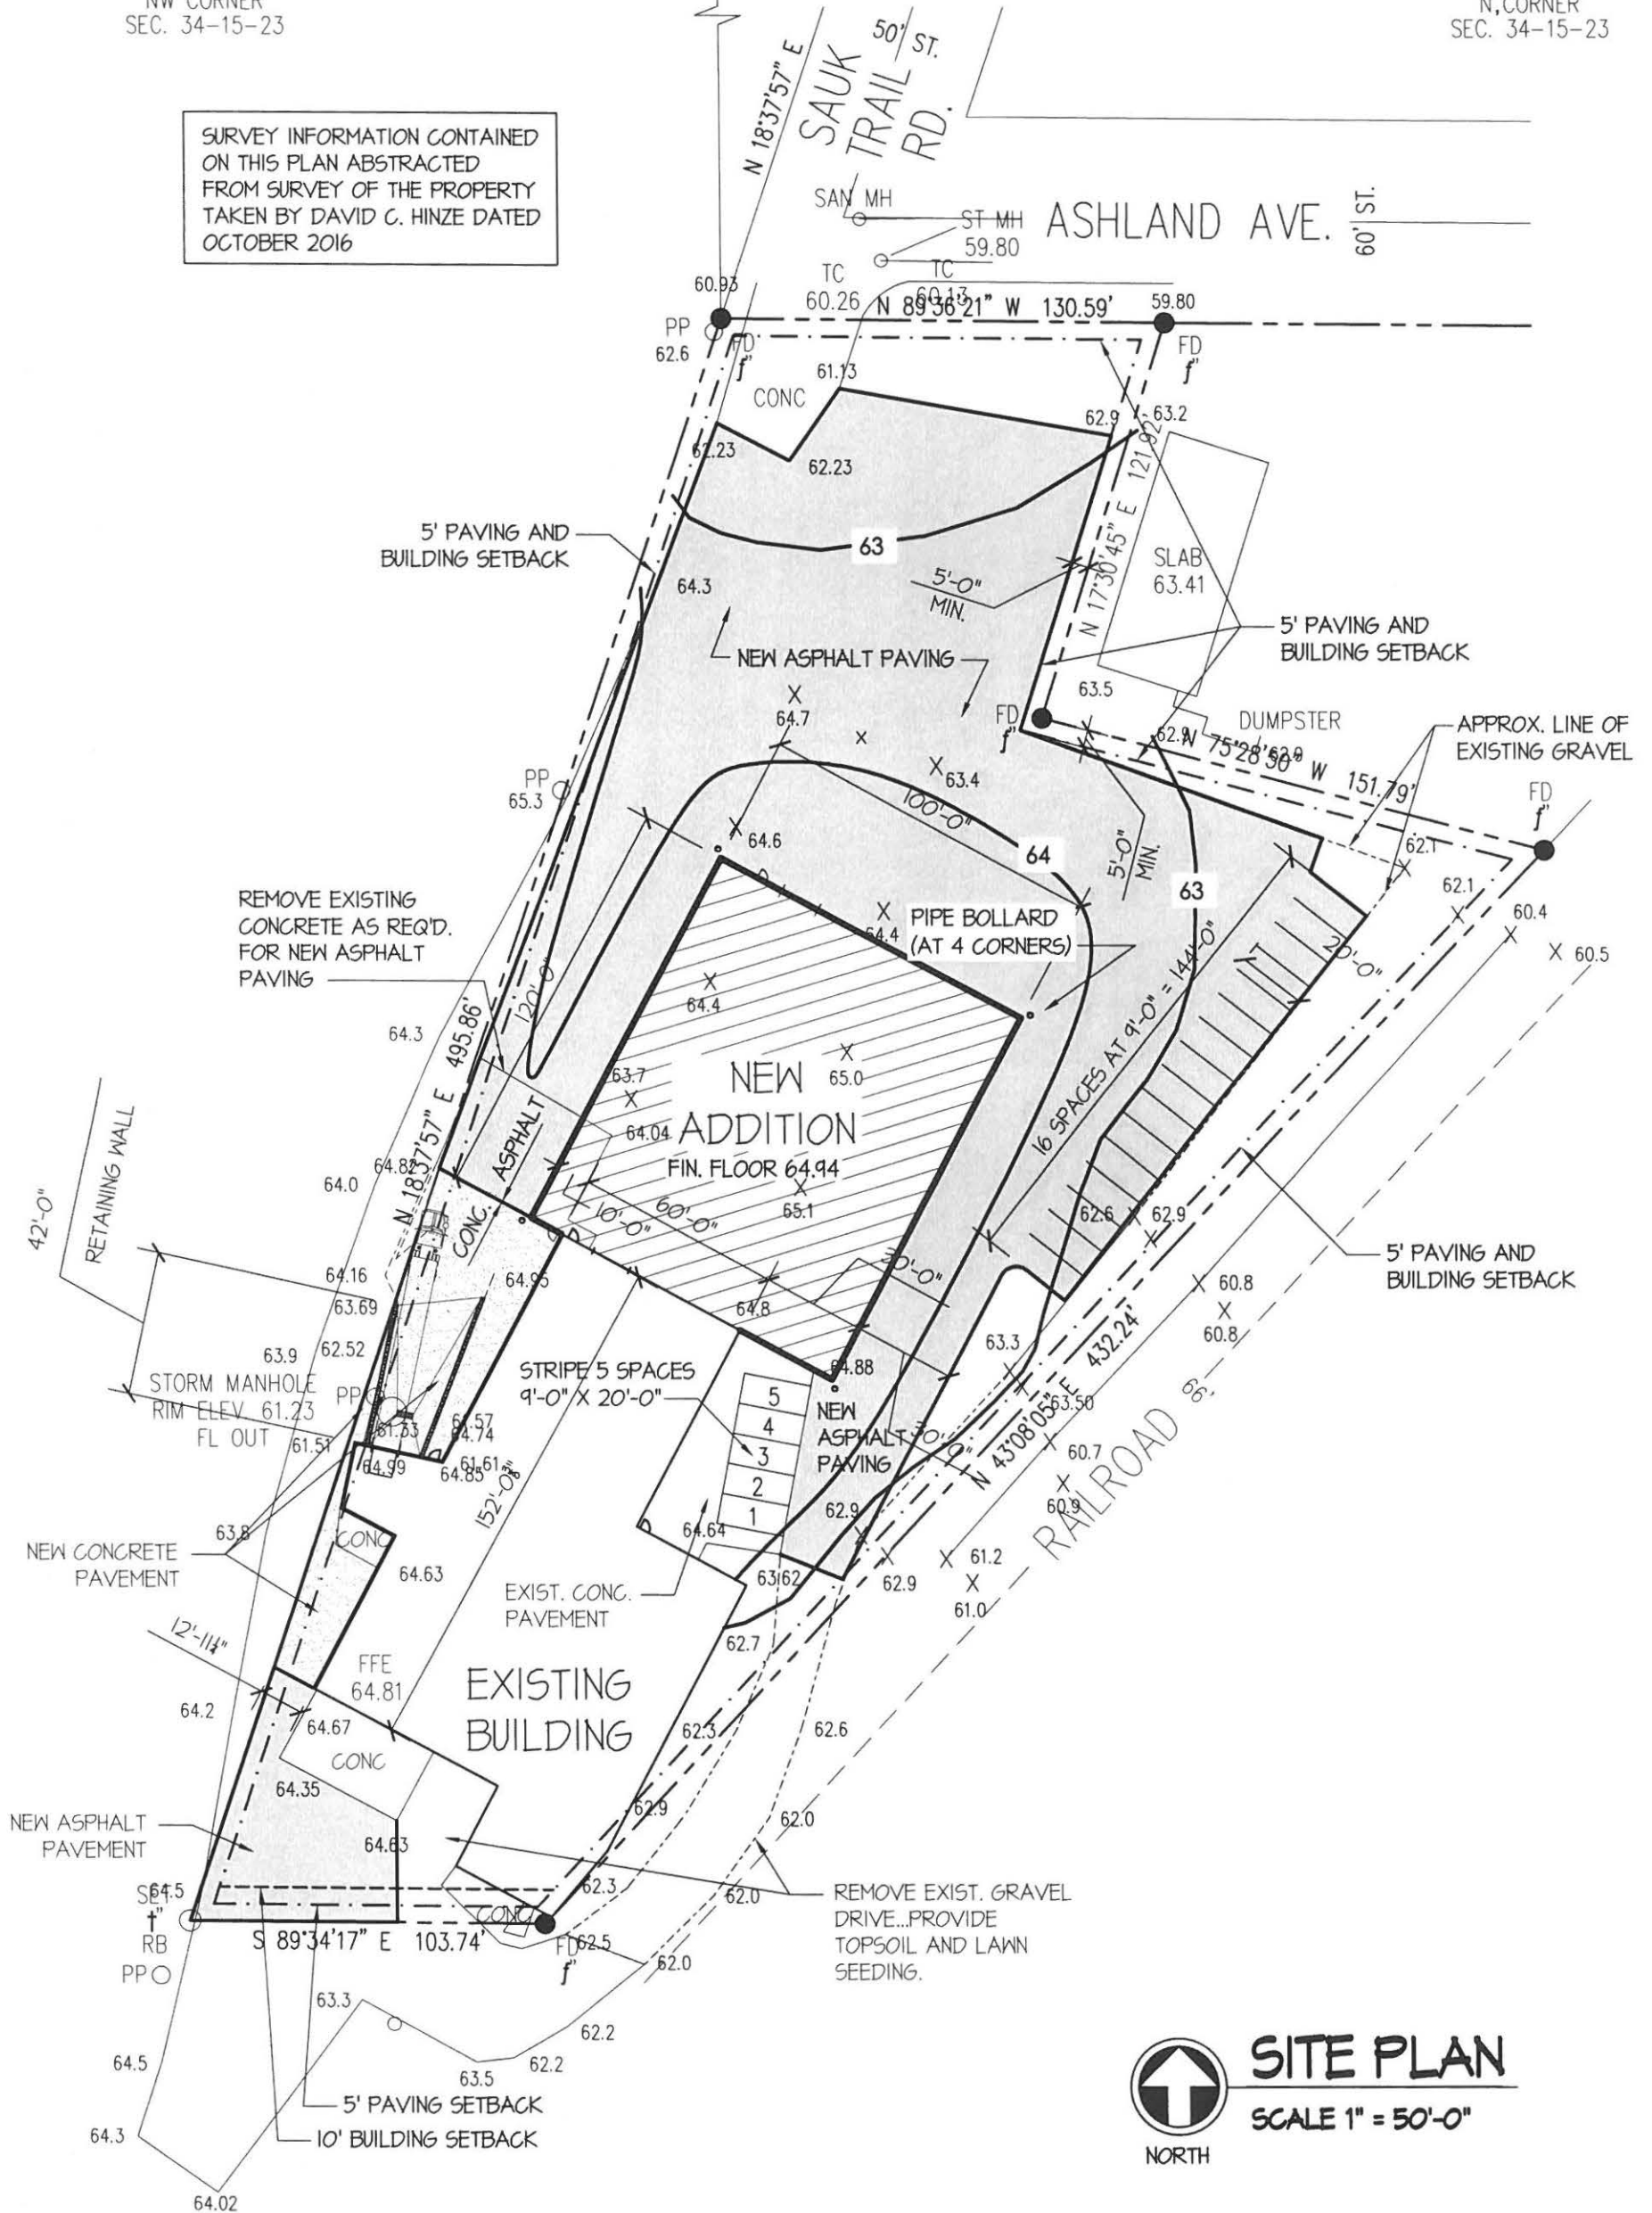 NW CORNER
SEC. 34-15-23
N,CORNER
SEC. 34-15-23
SURVEY INFORMATION CONTAINED
ON THIS PLAN ABSTRACTED
FROM SURVEY OF THE PROPERTY
TAKEN BY DAVID C. HINZE DATED
OCTOBER 2016
N 18°37'57" E
50' ST.
SAUK
TRAIL
RD.
SAN MH
ST MH
59.80
ASHLAND AVE.
60' ST.
TC
60.26
TC
60.13
60.93
N 89°36'21" W 130.59'
59.80
PP
62.6
FD
FD
61.13
CONC
62.9
63.2
62.23
62.23
N 17°30'45" E 121.92'
5' PAVING AND
BUILDING SETBACK
63
SLAB
63.41
64.3
5'-0"
MIN.
5' PAVING AND
BUILDING SETBACK
NEW ASPHALT PAVING
63.5
64.7
FD
DUMPSTER
62.9
62.9
N 75°28'50" W 151.79'
APPROX. LINE OF
EXISTING GRAVEL
FD
PP
65.3
63.4
100'-0"
64.6
64
5'-0"
MIN.
63
62.1
62.1
60.4
60.5
REMOVE EXISTING
CONCRETE AS REQ'D.
FOR NEW ASPHALT
PAVING
64.4
PIPE BOLLARD
(AT 4 CORNERS)
20'-0"
120'-0"
64.4
16 SPACES AT 9'-0" = 144'-0"
64.3
N 18°37'57" E 495.86'
63.7
NEW
65.0
ADDITION
64.04
FIN. FLOOR 64.94
ASPHALT
CONC.
64.82
64.0
RETAINING WALL
42'-0"
10'-0"
60'-0"
65.1
62.6
62.9
5' PAVING AND
BUILDING SETBACK
64.16
63.69
64.95
64.8
60.8
60.8
63.3
63.9
62.52
STORM MANHOLE
RIM ELEV 61.23
FL OUT
PP
61.51
61.33
61.57
64.74
64.99
61.61
64.85
STRIPE 5 SPACES
9'-0" X 20'-0"
5
4
3
2
1
64.88
NEW
ASPHALT
PAVING
30'-0"
63.50
N 43°08'05" E 432.24'
66'
RAILROAD
60.7
60.9
152'-0⅜"
63.8
CONC
64.64
62.9
61.2
61.0
NEW CONCRETE
PAVEMENT
64.63
EXIST. CONC.
PAVEMENT
63.62
62.9
62.7
12'-11½"
FFE
64.81
EXISTING
BUILDING
64.2
64.67
CONC
62.3
62.6
64.35
62.9
62.0
NEW ASPHALT
PAVEMENT
64.63
62.3
62.0
REMOVE EXIST. GRAVEL
DRIVE...PROVIDE
TOPSOIL AND LAWN
SEEDING.
64.5
SET
RB
PP
S 89°34'17" E 103.74'
CONC
FD
62.5
62.0
63.3
62.2
62.2
64.5
63.5
5' PAVING SETBACK
10' BUILDING SETBACK
64.3
64.02
NORTH
SITE PLAN
SCALE 1" = 50'-0"